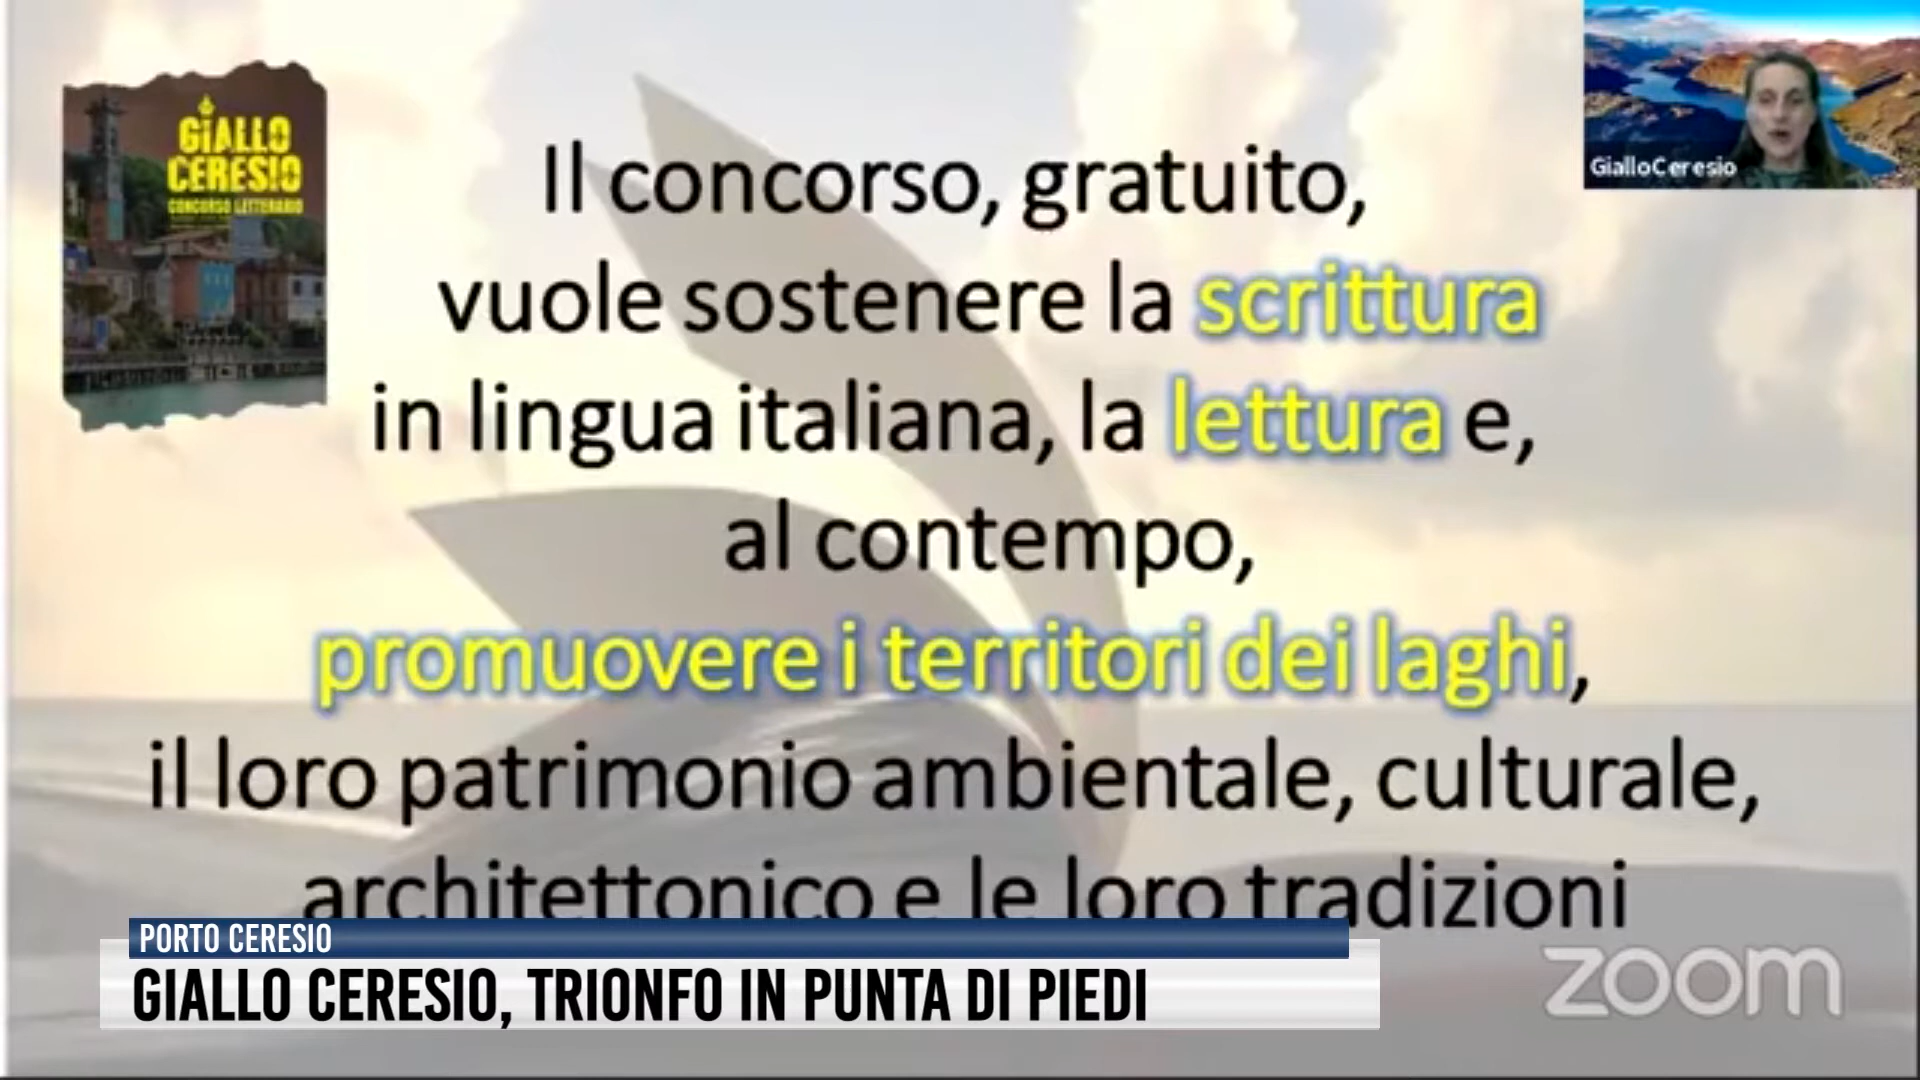 GIALLO
CERESIO
CONCORSO LETTERARIO
GialloCeresio
Il concorso, gratuito,
vuole sostenere la scrittura
in lingua italiana, la lettura e,
al contempo,
promuovere i territori dei laghi,
il loro patrimonio ambientale, culturale,
architettonico e le loro tradizioni
PORTO CERESIO
GIALLO CERESIO, TRIONFO IN PUNTA DI PIEDI
zoom